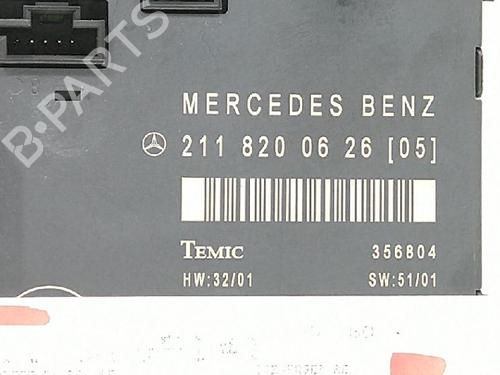 B-PARTS
MERCEDES BENZ
211 820 06 26 [05]
TEMIC 356804
HW:32/01 SW:51/01